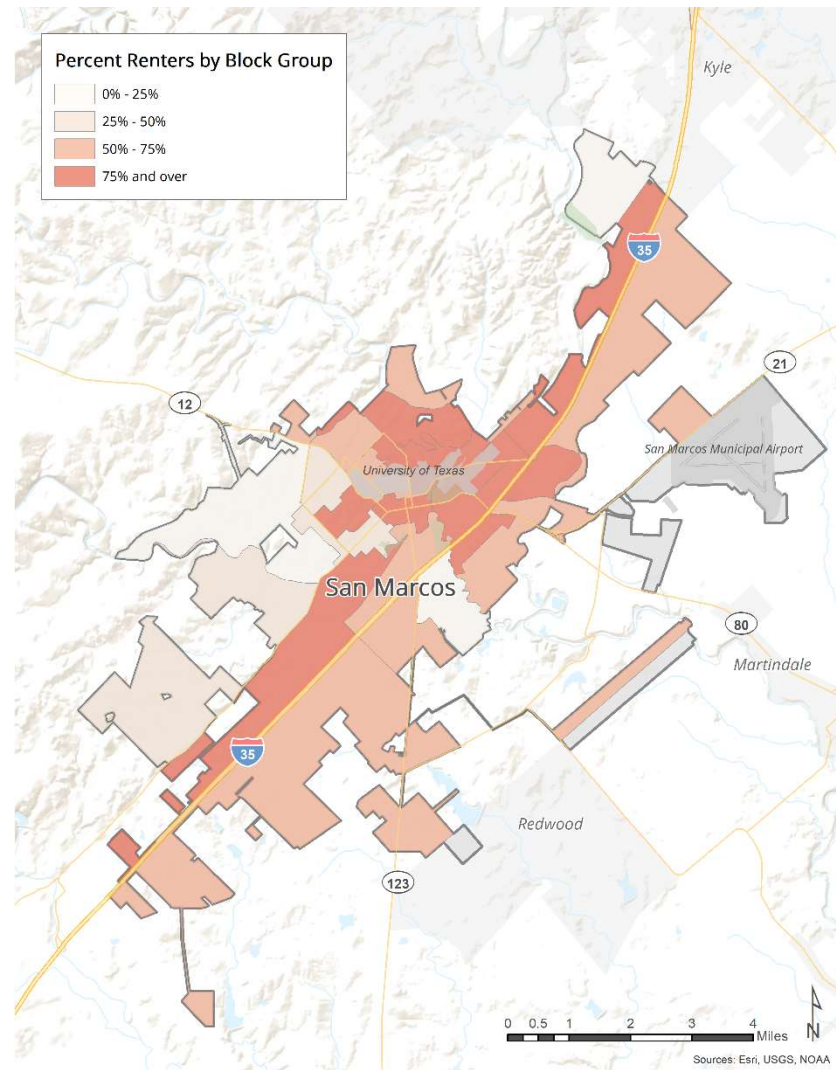 Percent Renters by Block Group
0% - 25%
25% - 50%
50% - 75%
75% and over
Kyle
35
21
12
San Marcos Municipal Airport
University of Texas
San Marcos
80
Martindale
35
Redwood
123
0 0.5 1 2 3 4
Miles
N
Sources: Esri, USGS, NOAA